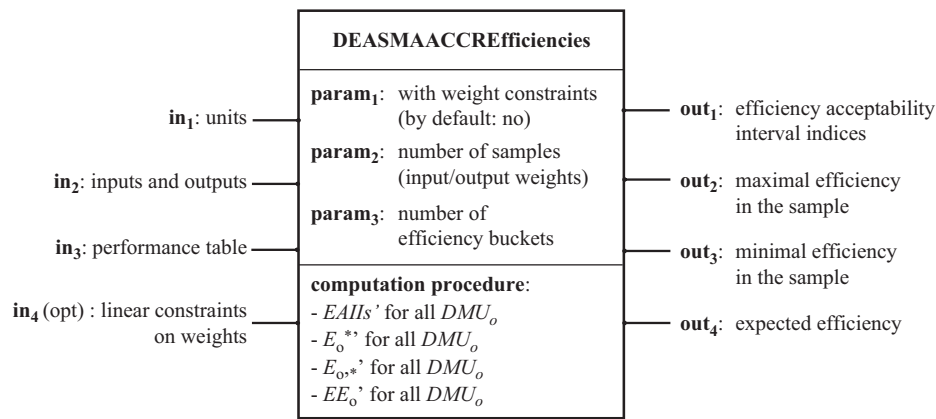 DEASMAACCREfficiencies
in₁: units
in₂: inputs and outputs
in₃: performance table
in₄ (opt) : linear constraints
on weights
param₁: with weight constraints
(by default: no)
param₂: number of samples
(input/output weights)
param₃: number of
efficiency buckets
computation procedure:
- EAIIs’ for all DMUₒ
- Eₒ*’ for all DMUₒ
- Eₒ,*’ for all DMUₒ
- EEₒ’ for all DMUₒ
out₁: efficiency acceptability
interval indices
out₂: maximal efficiency
in the sample
out₃: minimal efficiency
in the sample
out₄: expected efficiency